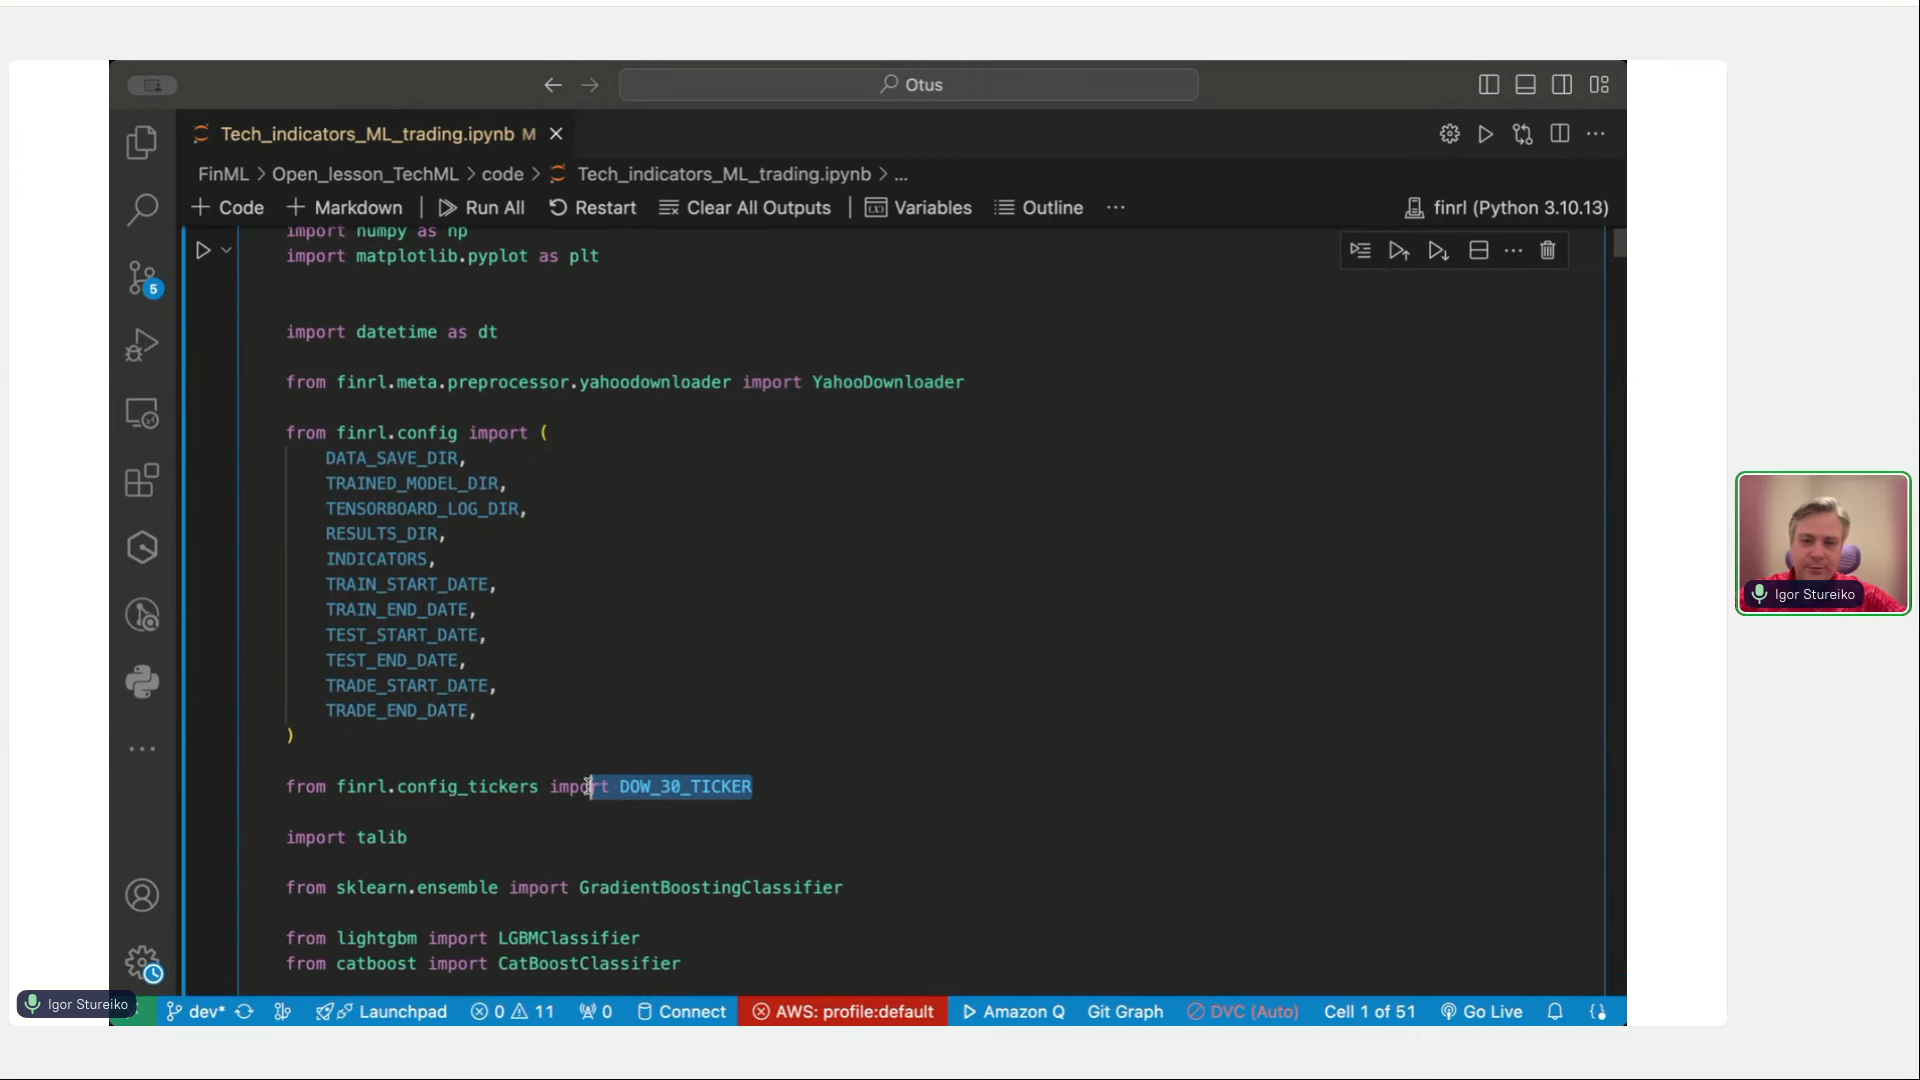 Otus
Tech_indicators_ML_trading.ipynb M
FinML > Open_lesson_TechML > code > Tech_indicators_ML_trading.ipynb > ...
+ Code + Markdown Run All Restart Clear All Outputs Variables Outline ... finrl (Python 3.10.13)
import numpy as np
import matplotlib.pyplot as plt
import datetime as dt
from finrl.meta.preprocessor.yahoodownloader import YahooDownloader
from finrl.config import (
DATA_SAVE_DIR,
TRAINED_MODEL_DIR,
TENSORBOARD_LOG_DIR,
RESULTS_DIR,
INDICATORS,
TRAIN_START_DATE,
TRAIN_END_DATE,
TEST_START_DATE,
TEST_END_DATE,
TRADE_START_DATE,
TRADE_END_DATE,
)
from finrl.config_tickers import DOW_30_TICKER
import talib
from sklearn.ensemble import GradientBoostingClassifier
from lightgbm import LGBMClassifier
from catboost import CatBoostClassifier
5
Igor Stureiko
Igor Stureiko
dev* Launchpad 0 11 0 Connect AWS: profile:default Amazon Q Git Graph DVC (Auto) Cell 1 of 51 Go Live